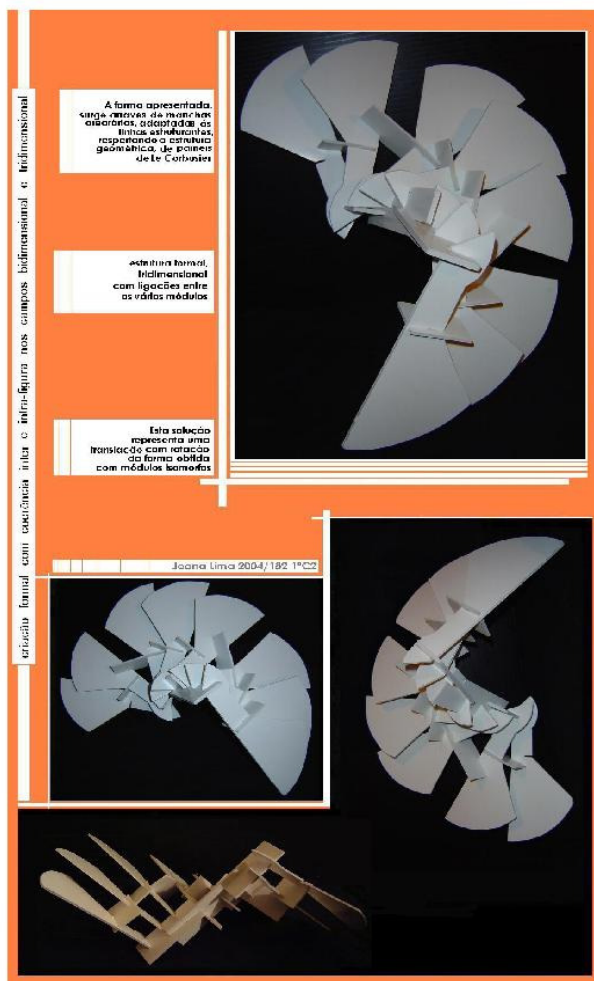 criação formal com coerência inter e intra-figura nos campos bidimensional e tridimensional
A forma apresentada,
surge através de manchas
aleatórias, adaptadas às
linhas estruturantes,
respeitando a estrutura
geométrica, de paineis
de Le Corbusier
estrutura formal,
tridimensional
com ligações entre
os vários módulos
Esta solução
representa uma
translação com rotação
da forma obtida
com módulos isomorfos
Joana Lima 2004/182 1ºC2